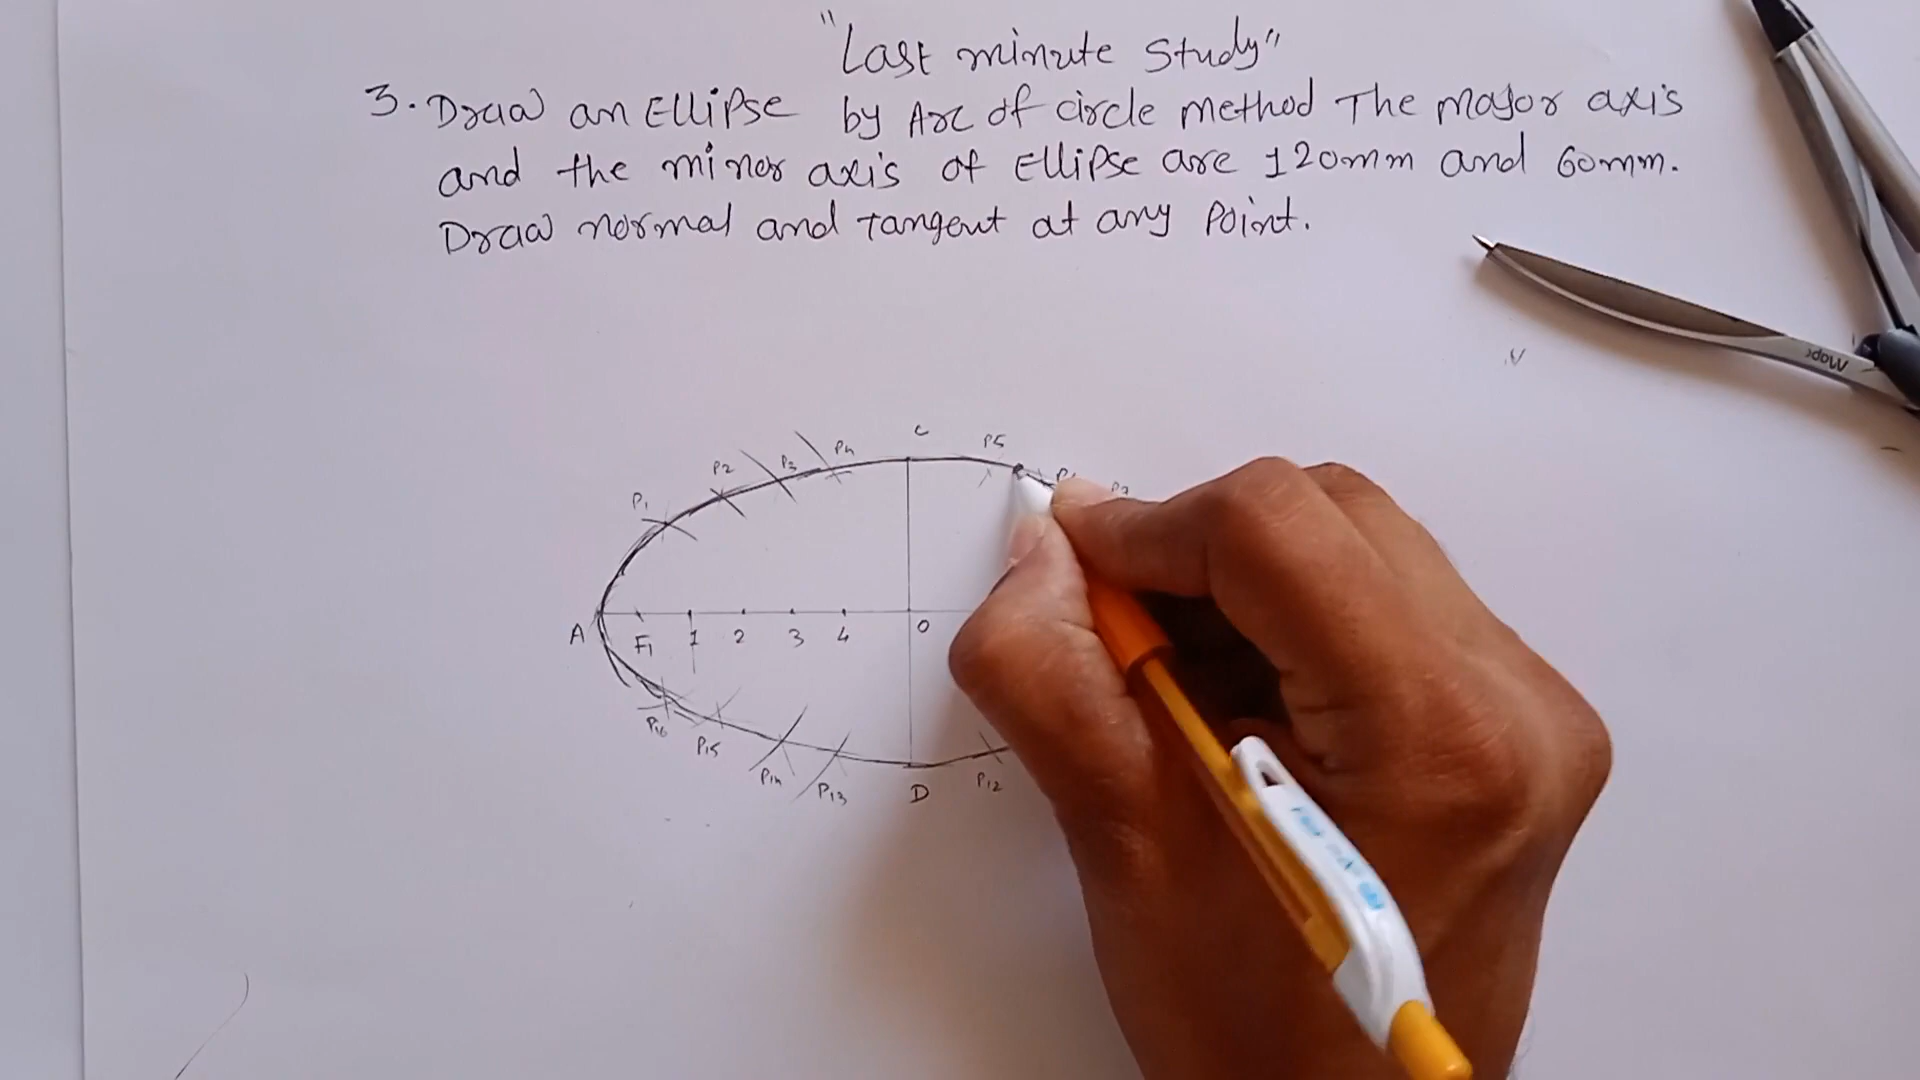 "Last minute Study"
3. Draw an Ellipse by Arc of circle method The major axis
and the minor axis of Ellipse are 120mm and 60mm.
Draw normal and Tangent at any Point.
C
P1 P2 P3 P4 P5
A F1 1 2 3 4 O
P16 P15 P14 P13 D P12
Maped